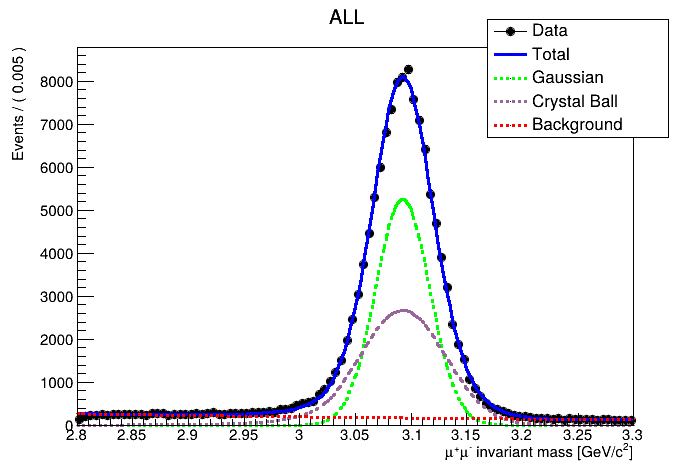 ALL
Data
Total
Gaussian
Crystal Ball
Background
Events / ( 0.005 )
8000
7000
6000
5000
4000
3000
2000
1000
0
2.8 2.85 2.9 2.95 3 3.05 3.1 3.15 3.2 3.25 3.3
μ⁺μ⁻ invariant mass [GeV/c²]